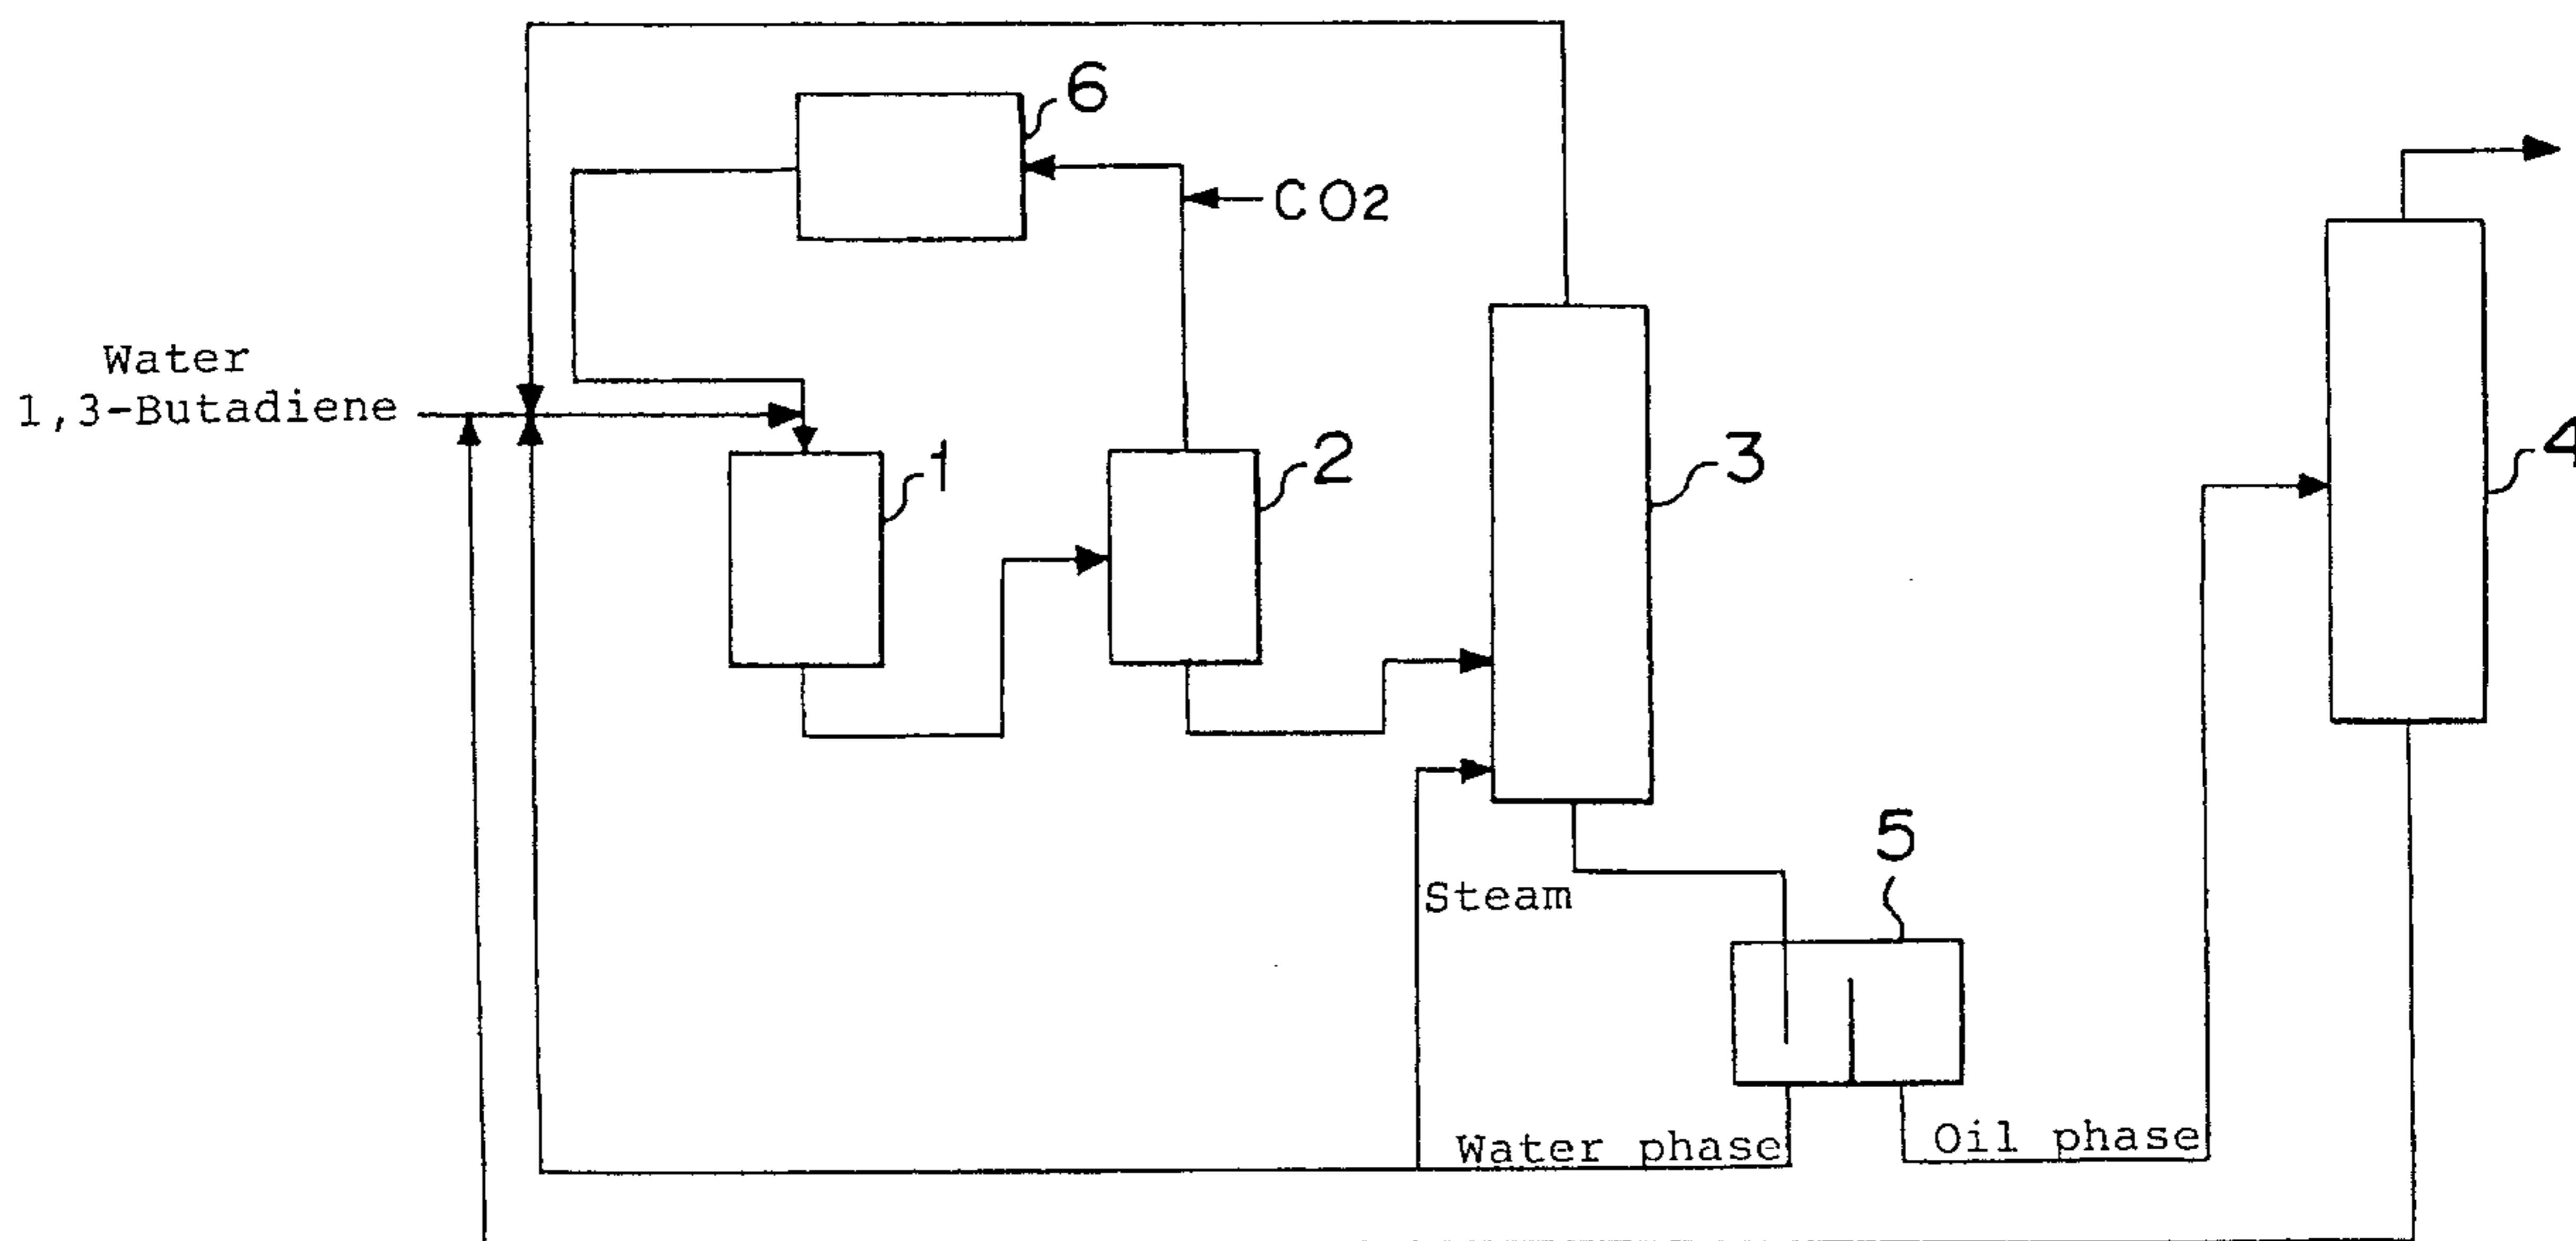 6
CO2
Water
1,3-Butadiene
1
2
3
4
5
Steam
Water phase
Oil phase